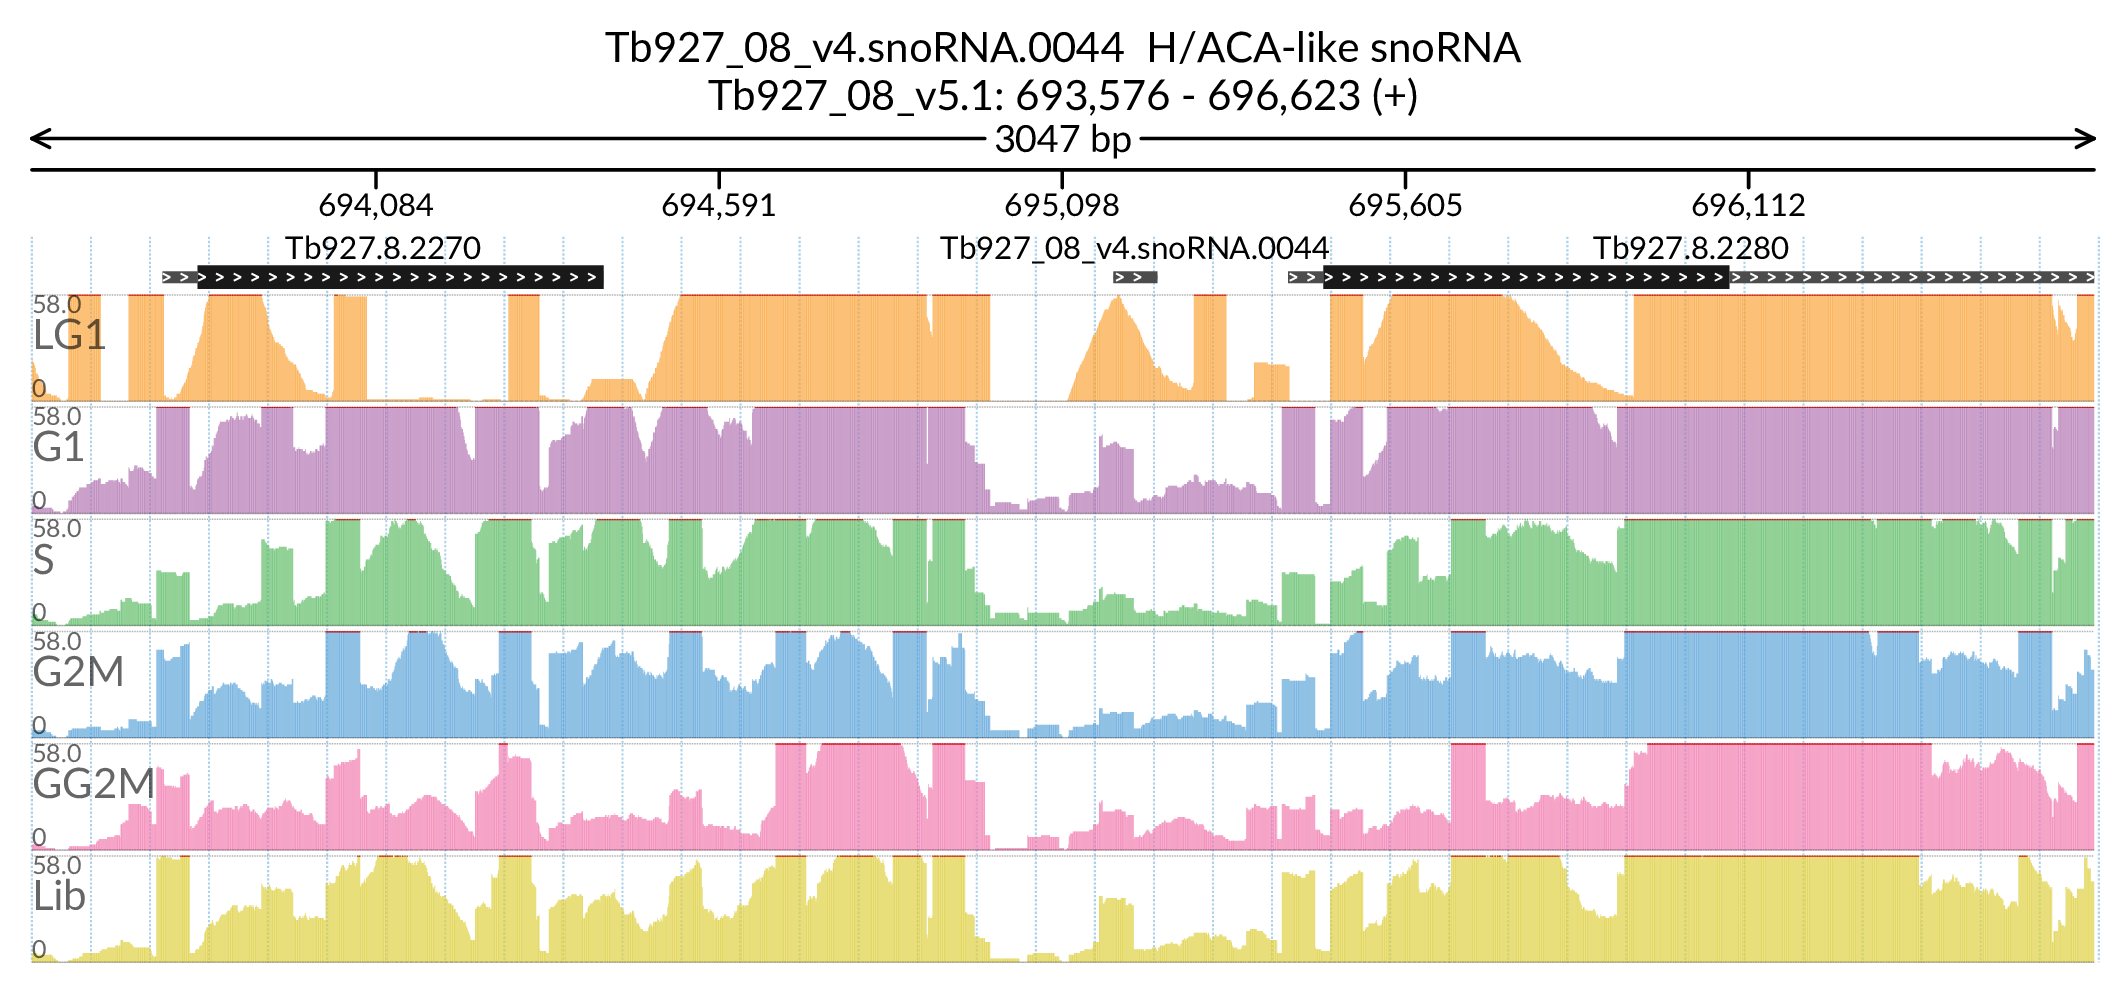 Tb927_08_v4.snoRNA.0044  H/ACA-like snoRNA
Tb927_08_v5.1: 693,576 - 696,623 (+)
3047 bp
694,084 694,591 695,098 695,605 696,112
Tb927.8.2270 Tb927_08_v4.snoRNA.0044 Tb927.8.2280
58.0
LG1
0
58.0
G1
0
58.0
S
0
58.0
G2M
0
58.0
GG2M
0
58.0
Lib
0